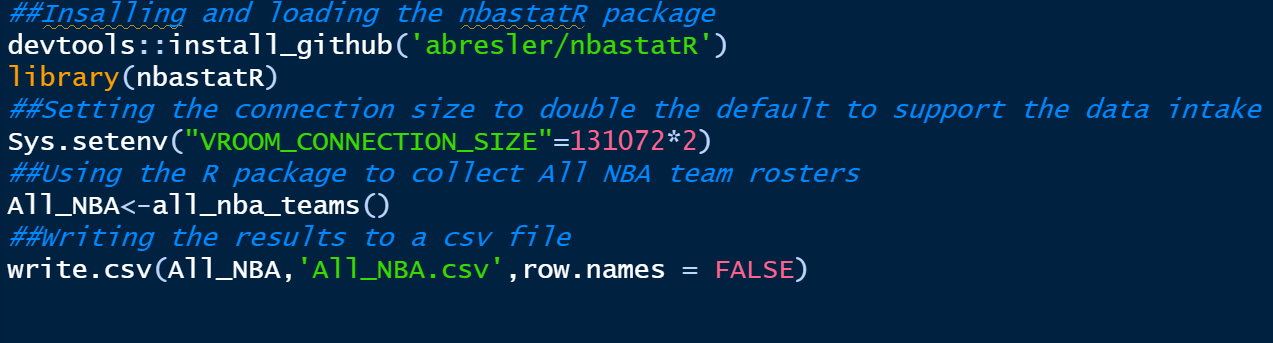 ##Insalling and loading the nbastatR package
devtools::install_github('abresler/nbastatR')
library(nbastatR)
##Setting the connection size to double the default to support the data intake
Sys.setenv("VROOM_CONNECTION_SIZE"=131072*2)
##Using the R package to collect All NBA team rosters
All_NBA<-all_nba_teams()
##Writing the results to a csv file
write.csv(All_NBA,'All_NBA.csv',row.names = FALSE)